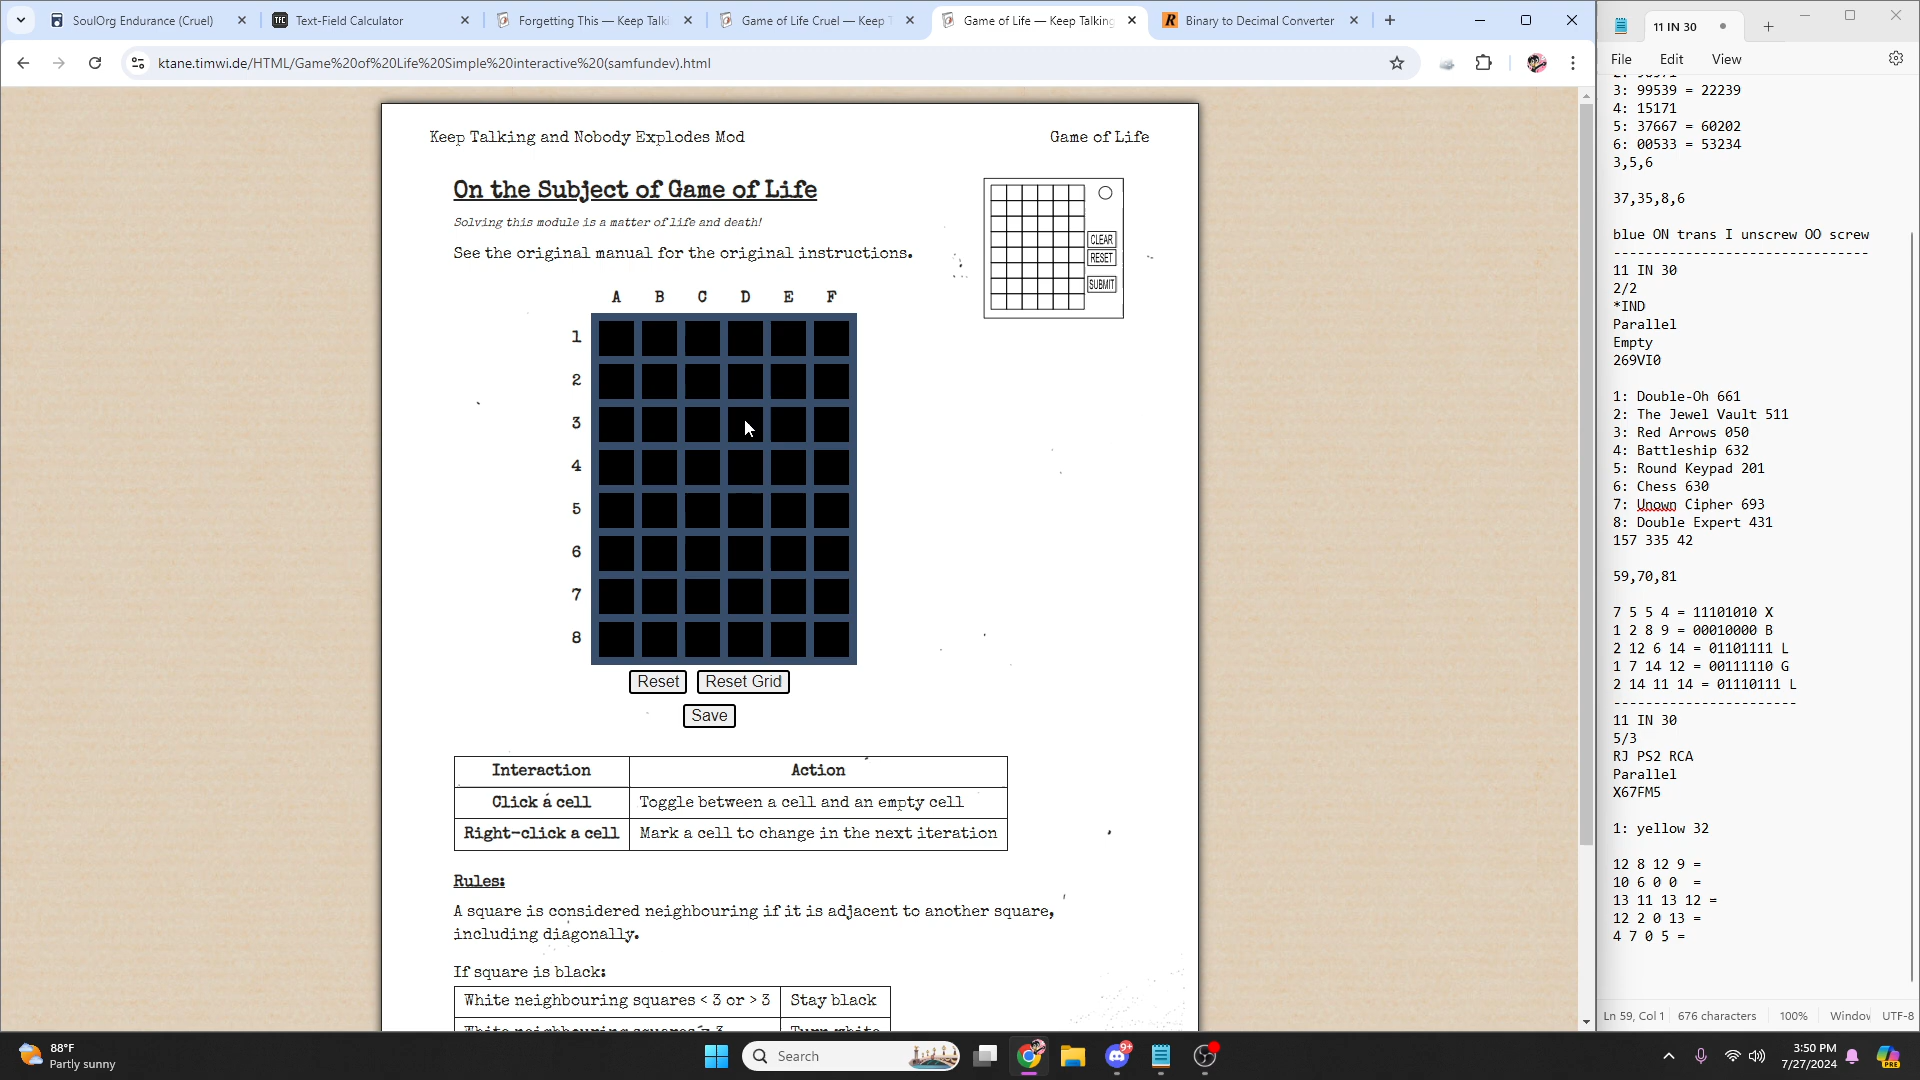 SoulOrg Endurance (Cruel)
Text-Field Calculator
Forgetting This — Keep Talki
Game of Life Cruel — Keep T
Game of Life — Keep Talking
Binary to Decimal Converter
ktane.timwi.de/HTML/Game%20of%20Life%20Simple%20interactive%20(samfundev).html
Keep Talking and Nobody Explodes Mod
Game of Life
On the Subject of Game of Life
Solving this module is a matter of life and death!
See the original manual for the original instructions.
CLEAR
RESET
SUBMIT
A B C D E F
1
2
3
4
5
6
7
8
Reset Reset Grid
Save
Interaction Action
Click a cell Toggle between a cell and an empty cell
Right-click a cell Mark a cell to change in the next iteration
Rules:
A square is considered neighbouring if it is adjacent to another square,
including diagonally.
If square is black:
White neighbouring squares < 3 or > 3 Stay black
11 IN 30
File Edit View
3: 99539 = 22239
4: 15171
5: 37667 = 60202
6: 00533 = 53234
3,5,6
37,35,8,6
blue ON trans I unscrew OO screw
-------------------------------
11 IN 30
2/2
*IND
Parallel
Empty
269VI0
1: Double-Oh 661
2: The Jewel Vault 511
3: Red Arrows 050
4: Battleship 632
5: Round Keypad 201
6: Chess 630
7: Unown Cipher 693
8: Double Expert 431
157 335 42
59,70,81
7 5 5 4 = 11101010 X
1 2 8 9 = 00010000 B
2 12 6 14 = 01101111 L
1 7 14 12 = 00111110 G
2 14 11 14 = 01110111 L
----------------------
11 IN 30
5/3
RJ PS2 RCA
Parallel
X67FM5
1: yellow 32
12 8 12 9 =
10 6 0 0  =
13 11 13 12 =
12 2 0 13 =
4 7 0 5 =
Ln 59, Col 1 676 characters 100% Window UTF-8
88°F
Partly sunny
Search
9+
3:50 PM
7/27/2024
PRE